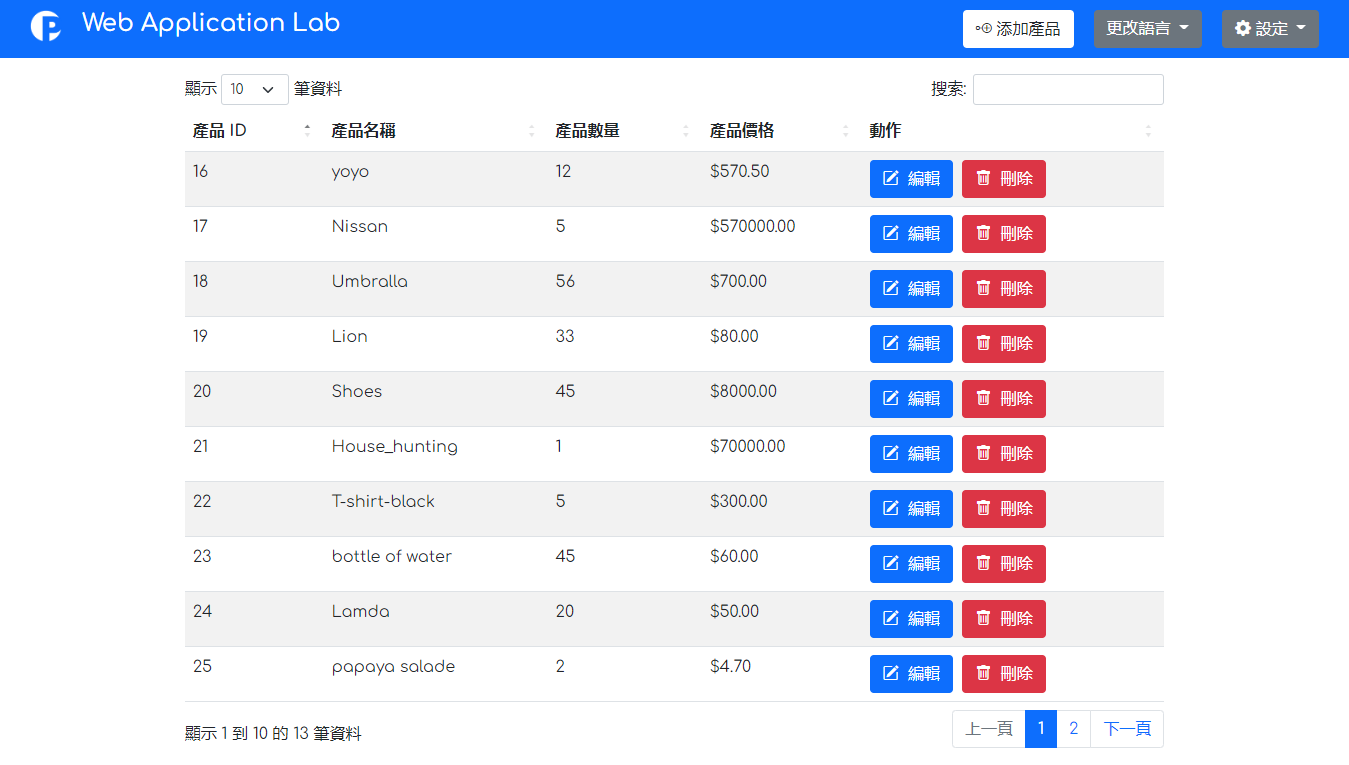 Web Application Lab 添加產品 更改語言 設定
顯示 10 筆資料 搜索:
產品 ID 產品名稱 產品數量 產品價格 動作
16 yoyo 12 $570.50 編輯 刪除
17 Nissan 5 $570000.00 編輯 刪除
18 Umbralla 56 $700.00 編輯 刪除
19 Lion 33 $80.00 編輯 刪除
20 Shoes 45 $8000.00 編輯 刪除
21 House_hunting 1 $70000.00 編輯 刪除
22 T-shirt-black 5 $300.00 編輯 刪除
23 bottle of water 45 $60.00 編輯 刪除
24 Lamda 20 $50.00 編輯 刪除
25 papaya salade 2 $4.70 編輯 刪除
顯示 1 到 10 的 13 筆資料 上一頁 1 2 下一頁